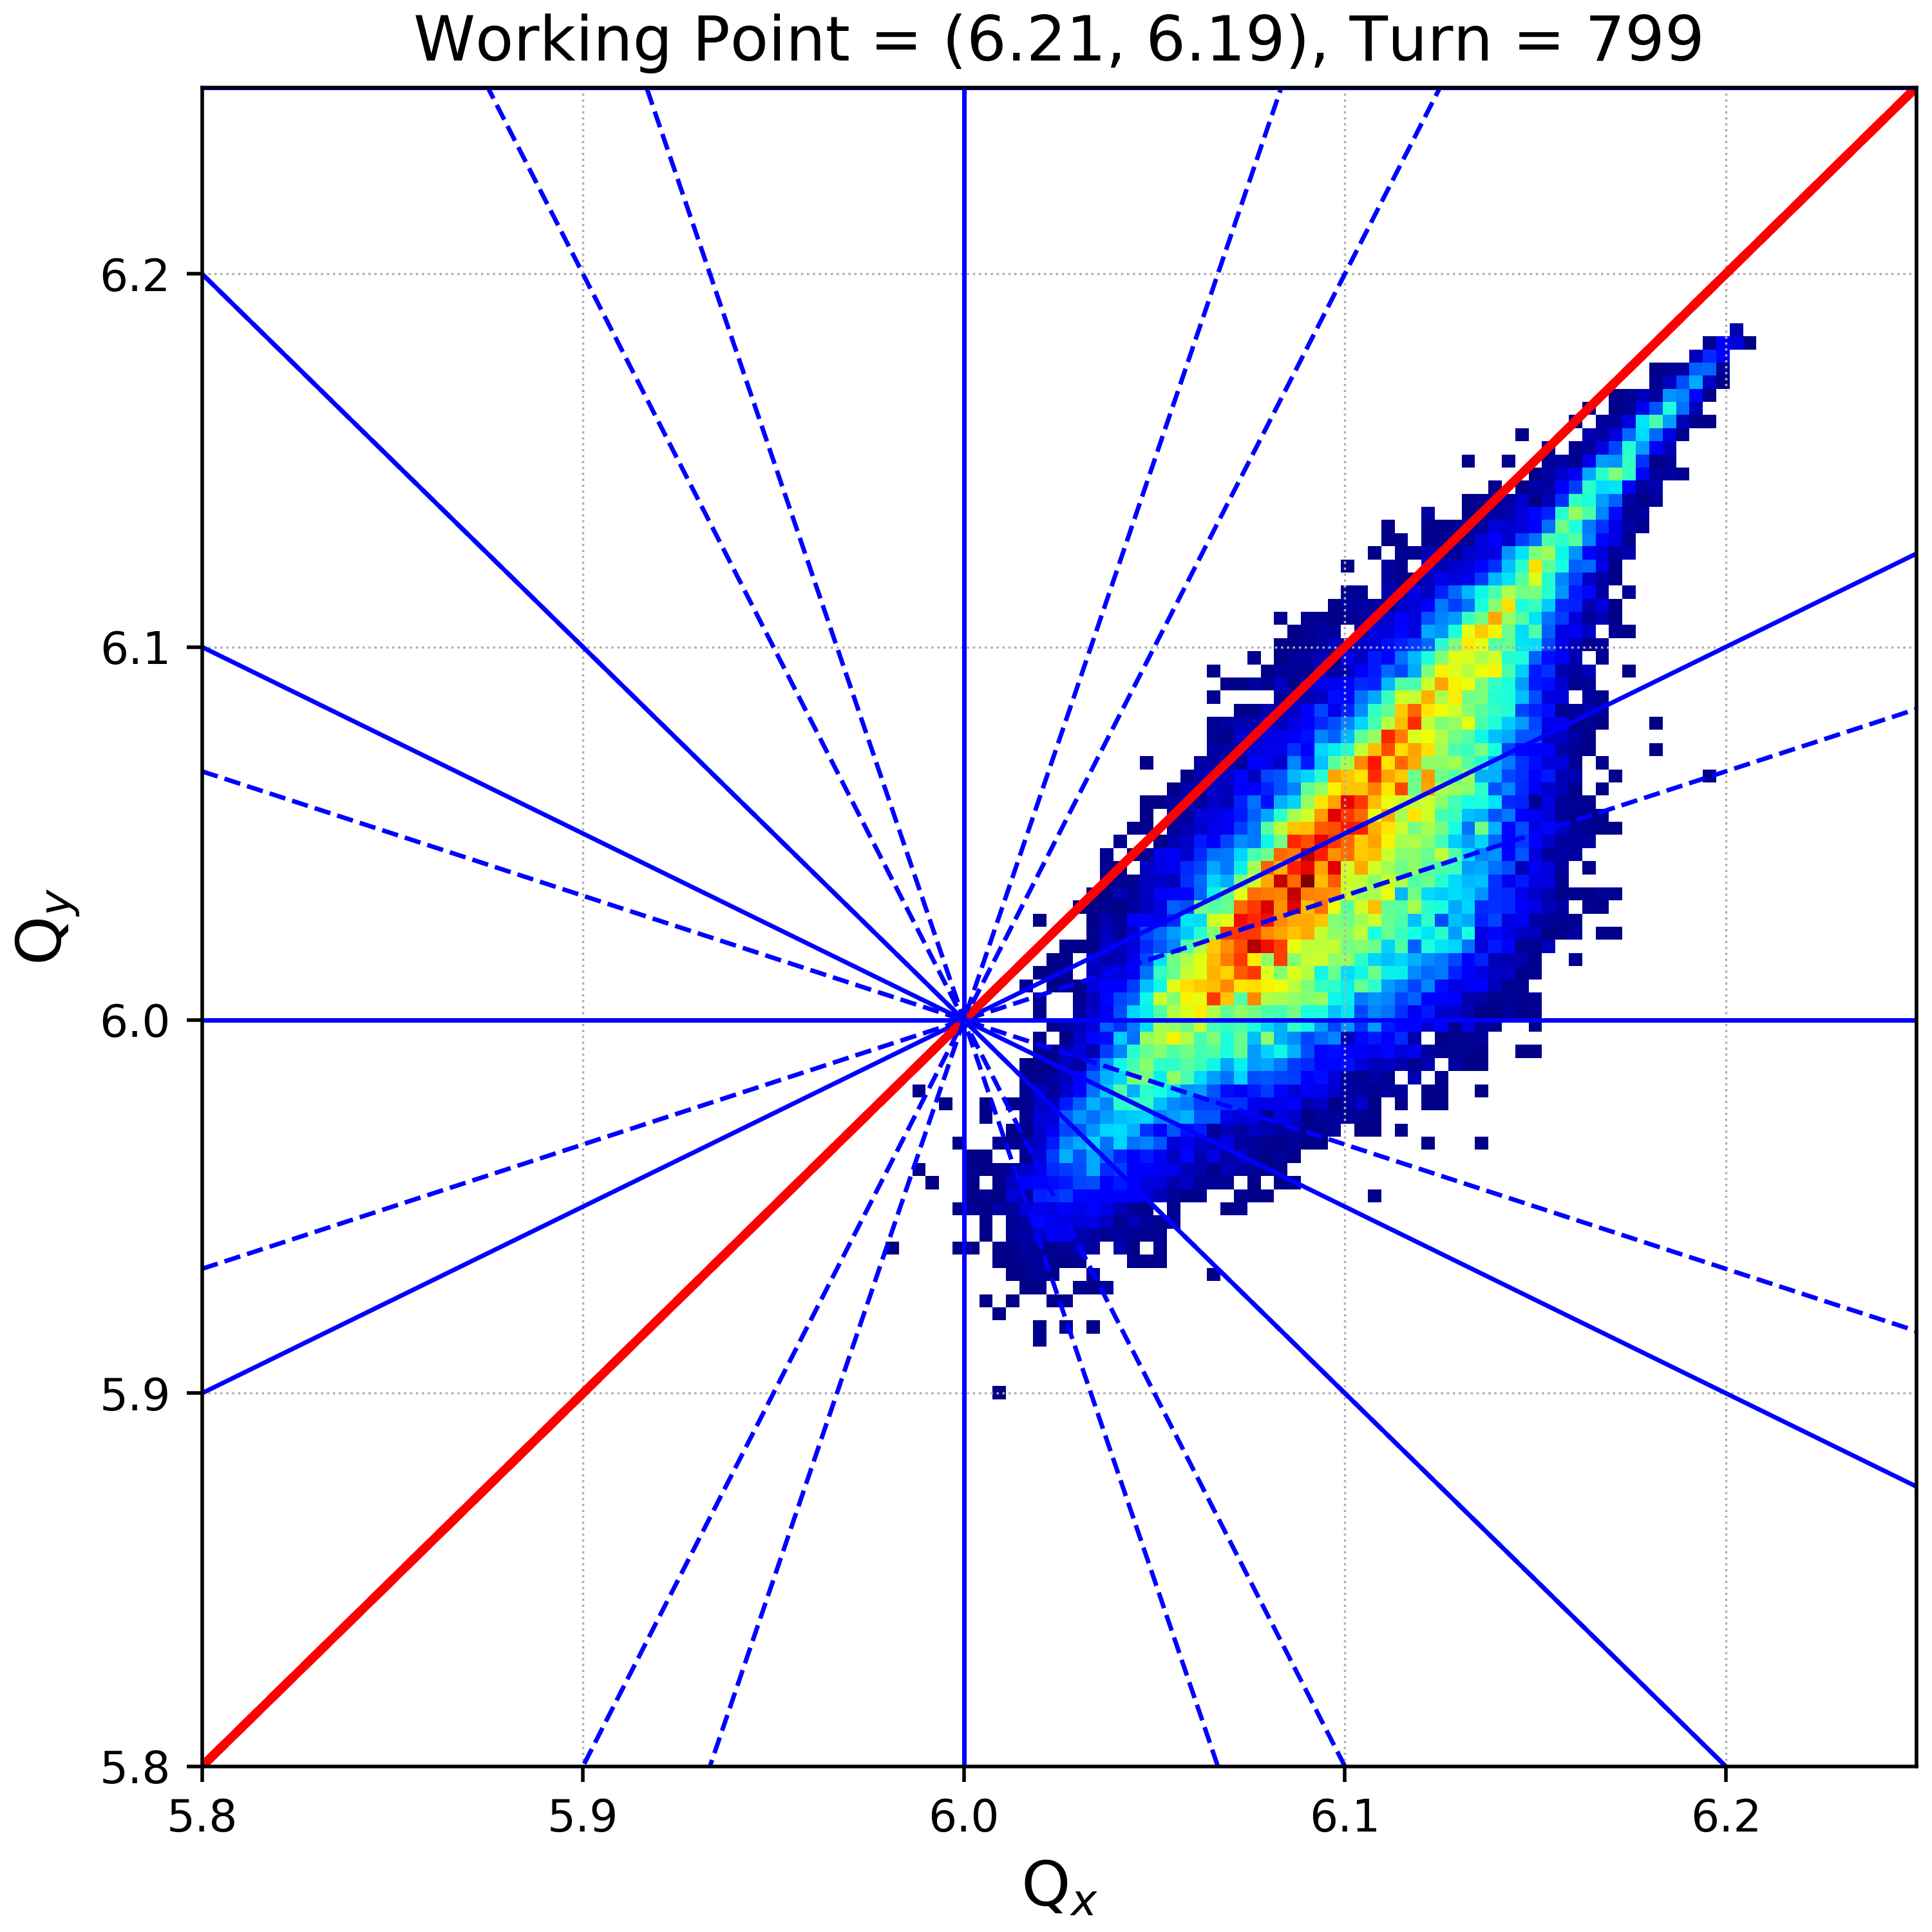 Working Point = (6.21, 6.19), Turn = 799
6.2
6.1
6.0
5.9
5.8
Qy
5.8 5.9 6.0 6.1 6.2
Qx